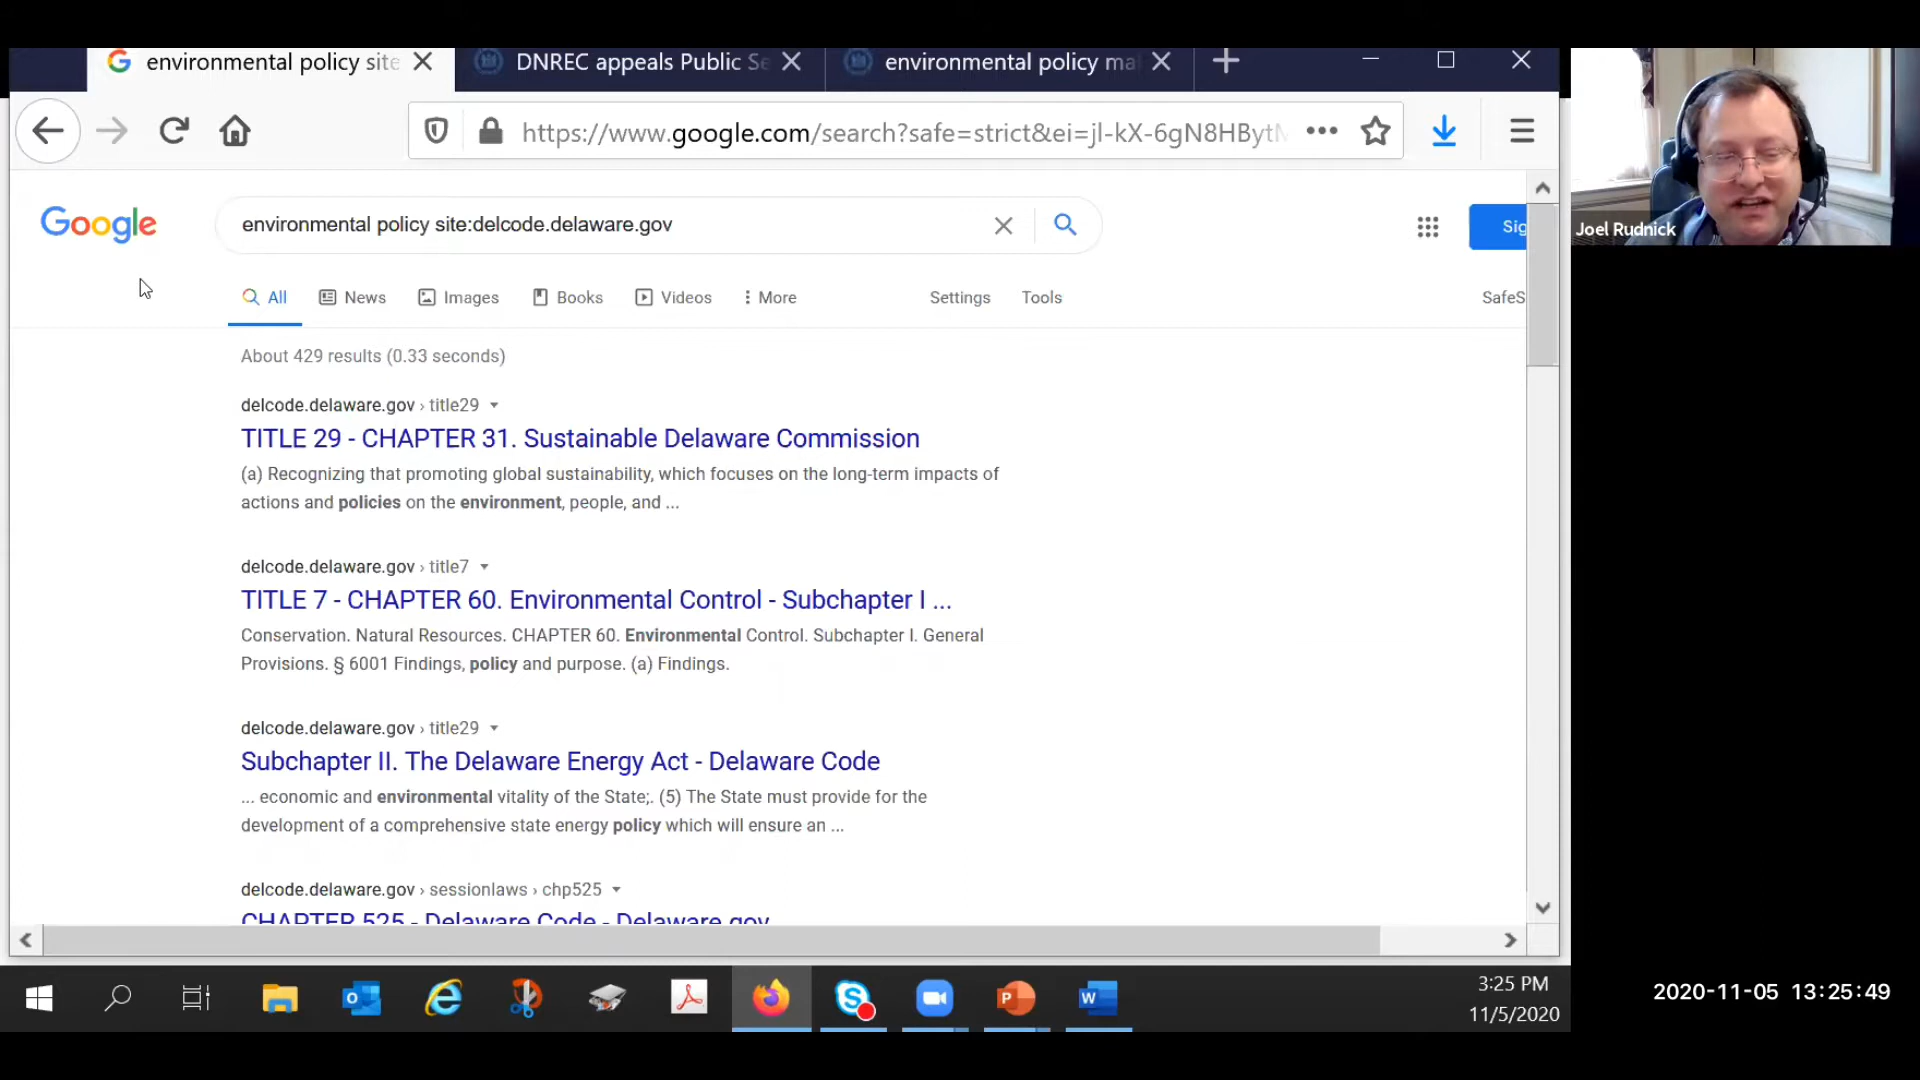 environmental policy site
DNREC appeals Public Se
environmental policy ma
https://www.google.com/search?safe=strict&ei=jl-kX-6gN8HByt
Google
environmental policy site:delcode.delaware.gov
Sig
Joel Rudnick
All
News
Images
Books
Videos
More
Settings
Tools
SafeS
About 429 results (0.33 seconds)
delcode.delaware.gov › title29
TITLE 29 - CHAPTER 31. Sustainable Delaware Commission
(a) Recognizing that promoting global sustainability, which focuses on the long-term impacts of
actions and policies on the environment, people, and ...
delcode.delaware.gov › title7
TITLE 7 - CHAPTER 60. Environmental Control - Subchapter I ...
Conservation. Natural Resources. CHAPTER 60. Environmental Control. Subchapter I. General
Provisions. § 6001 Findings, policy and purpose. (a) Findings.
delcode.delaware.gov › title29
Subchapter II. The Delaware Energy Act - Delaware Code
... economic and environmental vitality of the State;. (5) The State must provide for the
development of a comprehensive state energy policy which will ensure an ...
delcode.delaware.gov › sessionlaws › chp525
CHAPTER 525 - Delaware Code - Delaware.gov
3:25 PM
11/5/2020
2020-11-05 13:25:49